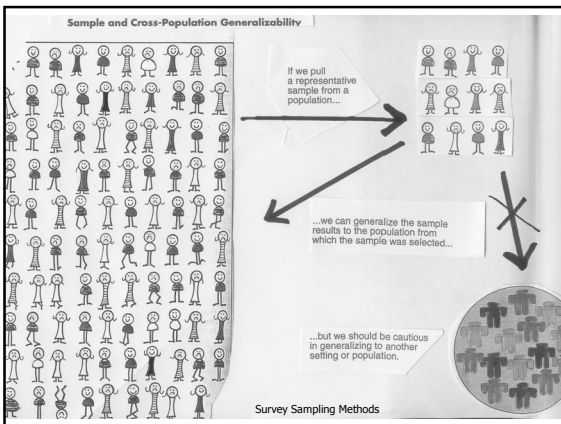 Sample and Cross-Population Generalizability
If we pull
a representative
sample from a
population...
...we can generalize the sample
results to the population from
which the sample was selected...
...but we should be cautious
in generalizing to another
setting or population.
Survey Sampling Methods